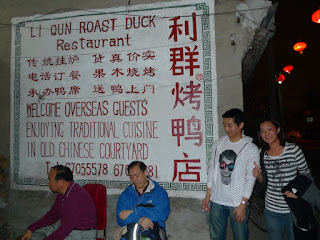 LI QUN ROAST DUCK
Restaurant
传统挂炉 货真价实
电话订餐 果木烧烤
承办鸭席 送鸭上门
WELCOME OVERSEAS GUESTS
ENJOYING TRADITIONAL CUISINE
IN OLD CHINESE COURTYARD
利群烤鸭店